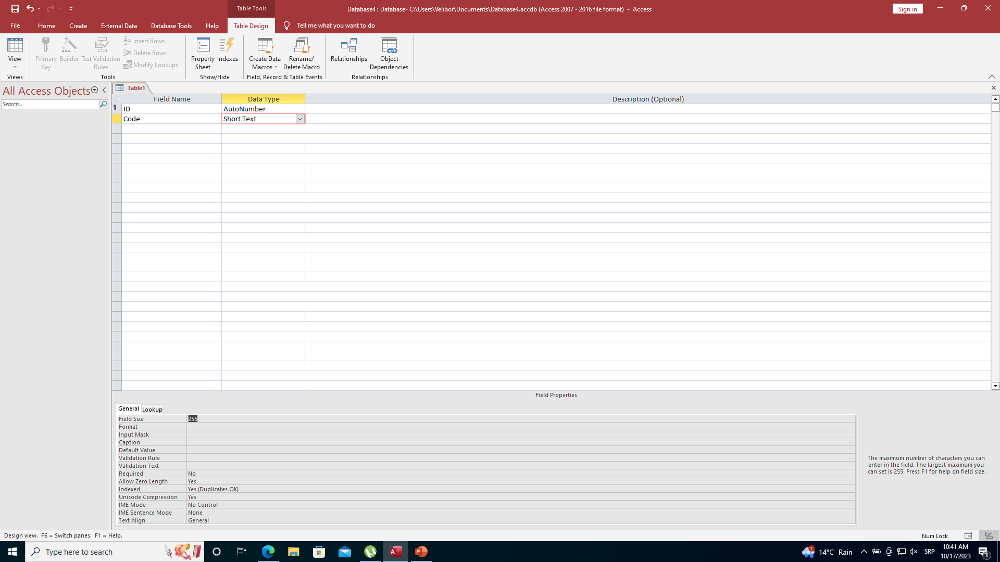 Table Tools
Database4 : Database- C:\Users\Velibor\Documents\Database4.accdb (Access 2007 - 2016 file format) - Access
Sign in
File
Home
Create
External Data
Database Tools
Help
Table Design
Tell me what you want to do
View
Primary Key
Builder
Test Validation Rules
Insert Rows
Delete Rows
Modify Lookups
Property Sheet
Indexes
Create Data Macros
Rename/ Delete Macro
Relationships
Object Dependencies
Views
Tools
Show/Hide
Field, Record & Table Events
Relationships
All Access Objects
Search...
Table1
Field Name
Data Type
Description (Optional)
ID
AutoNumber
Code
Short Text
Field Properties
General
Lookup
Field Size
255
Format
Input Mask
Caption
Default Value
Validation Rule
Validation Text
Required
No
Allow Zero Length
Yes
Indexed
Yes (Duplicates OK)
Unicode Compression
Yes
IME Mode
No Control
IME Sentence Mode
None
Text Align
General
The maximum number of characters you can
enter in the field. The largest maximum you
can set is 255. Press F1 for help on field size.
Design view.  F6 = Switch panes.  F1 = Help.
Num Lock
Type here to search
A
P
1
14°C Rain
SRP
10:41 AM
10/17/2023
1